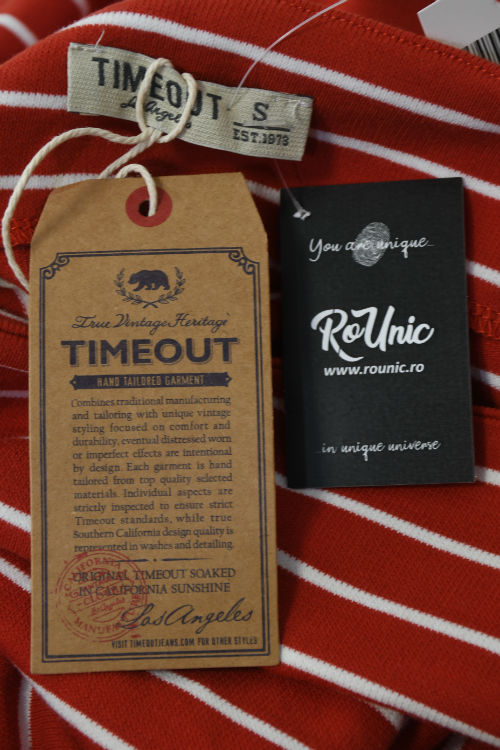 TIMEOUT
Los Angeles
S
EST.1973
True Vintage Heritage
TIMEOUT
HAND TAILORED GARMENT
Combines traditional manufacturing
and tailoring with unique vintage
styling focused on comfort and
durability, eventual distressed worn
or imperfect effects are intentional
by design. Each garment is hand
tailored from top quality selected
materials. Individual aspects are
strictly inspected to ensure strict
Timeout standards, while true
Southern California design quality is
represented in washes and detailing.
ORIGINAL TIMEOUT SOAKED
IN CALIFORNIA SUNSHINE
Los Angeles
VISIT TIMEOUTJEANS.COM FOR OTHER STYLES
You are unique...
RoUnic
www.rounic.ro
...in unique universe